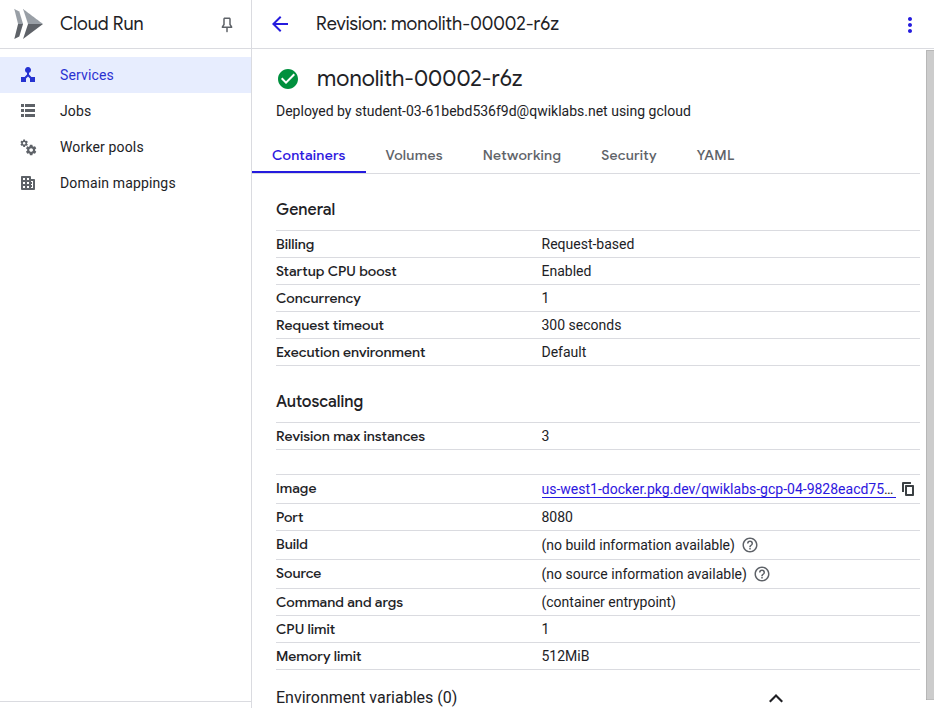 Cloud Run
Revision: monolith-00002-r6z
Services
Jobs
Worker pools
Domain mappings
monolith-00002-r6z
Deployed by student-03-61bebd536f9d@qwiklabs.net using gcloud
Containers Volumes Networking Security YAML
General
Billing Request-based
Startup CPU boost Enabled
Concurrency 1
Request timeout 300 seconds
Execution environment Default
Autoscaling
Revision max instances 3
Image us-west1-docker.pkg.dev/qwiklabs-gcp-04-9828eacd75...
Port 8080
Build (no build information available)
Source (no source information available)
Command and args (container entrypoint)
CPU limit 1
Memory limit 512MiB
Environment variables (0)